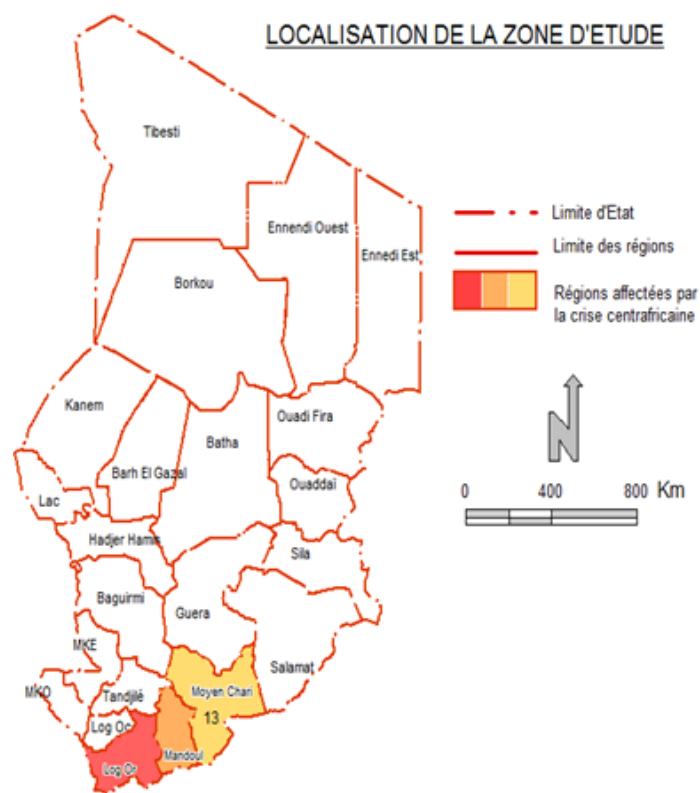 LOCALISATION DE LA ZONE D'ETUDE
Tibesti
Ennendi Ouest
Ennedi Est
Borkou
Limite d'Etat
Limite des régions
Régions affectées par
la crise centrafricaine
Kanem
Batha
Ouadi Fira
Barh El Gazal
Ouaddaï
Lac
N
0 400 800 Km
Hadjer Hamis
Sila
Baguirmi
Guera
MKE
Salamat
MKO
Tandjilé
Moyen Chari
Log Oc
13
Mandoul
Log Or